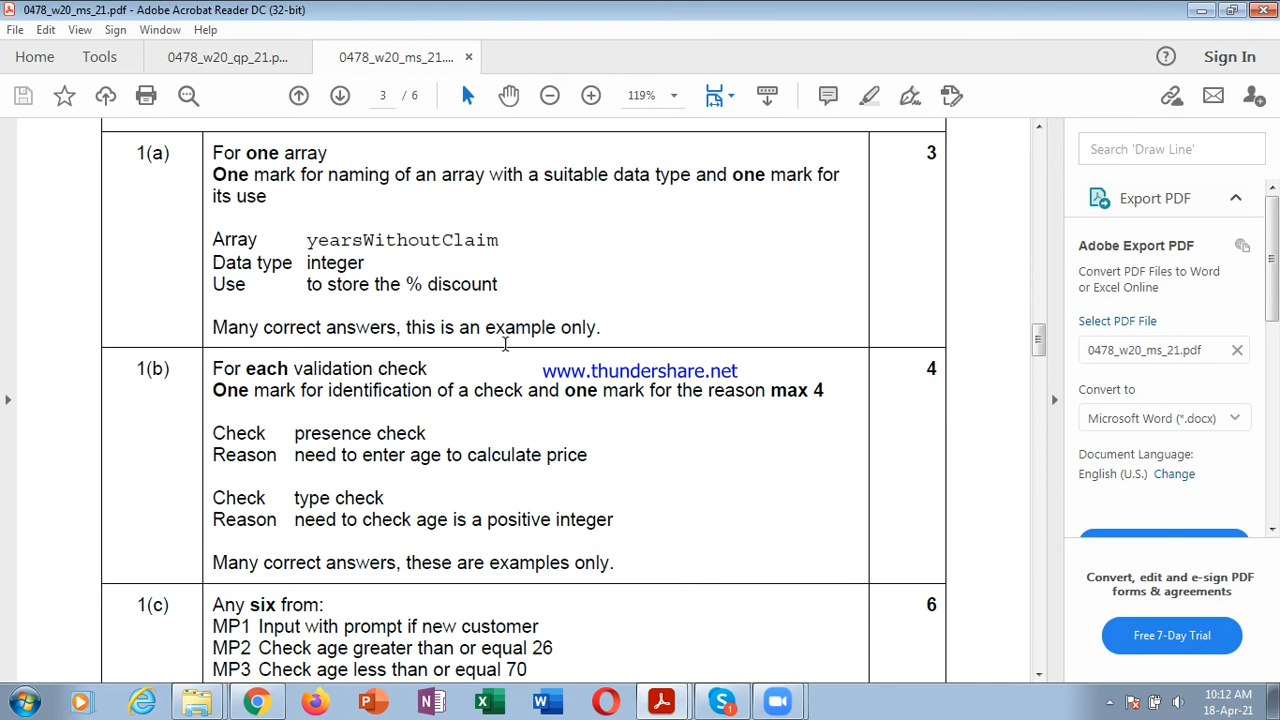 0478_w20_ms_21.pdf - Adobe Acrobat Reader DC (32-bit)
File Edit View Sign Window Help
Home Tools 0478_w20_qp_21.p... 0478_w20_ms_21.... × Sign In
3 / 6 119%
1(a) For one array 3
One mark for naming of an array with a suitable data type and one mark for
its use
Array yearsWithoutClaim
Data type integer
Use to store the % discount
Many correct answers, this is an example only.
1(b) For each validation check 4
www.thundershare.net
One mark for identification of a check and one mark for the reason max 4
Check presence check
Reason need to enter age to calculate price
Check type check
Reason need to check age is a positive integer
Many correct answers, these are examples only.
1(c) Any six from: 6
MP1 Input with prompt if new customer
MP2 Check age greater than or equal 26
MP3 Check age less than or equal 70
Search 'Draw Line'
Export PDF
Adobe Export PDF
Convert PDF Files to Word
or Excel Online
Select PDF File
0478_w20_ms_21.pdf
Convert to
Microsoft Word (*.docx)
Document Language:
English (U.S.) Change
Convert, edit and e-sign PDF
forms & agreements
Free 7-Day Trial
10:12 AM
18-Apr-21